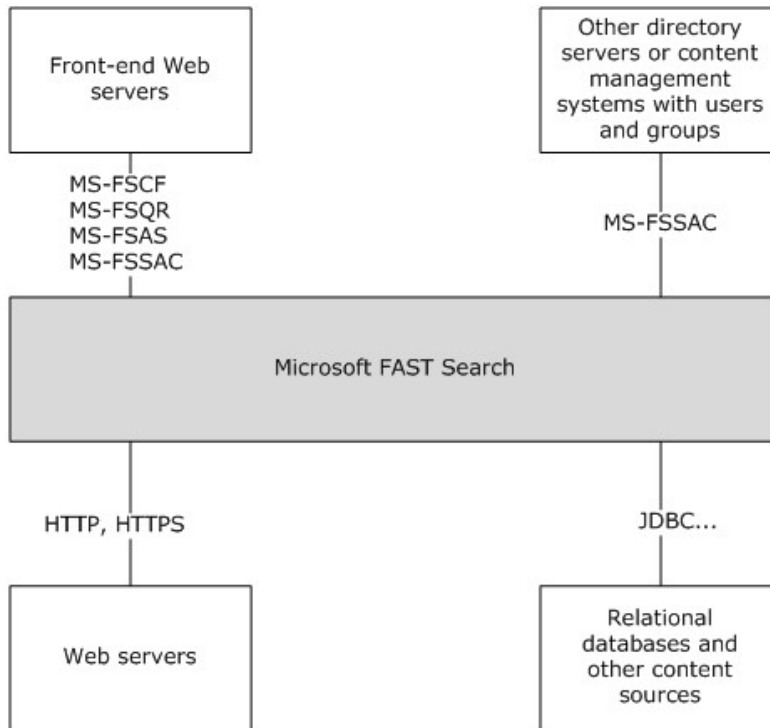 Front-end Web
servers
Other directory
servers or content
management
systems with users
and groups
MS-FSCF
MS-FSQR
MS-FSAS
MS-FSSAC
MS-FSSAC
Microsoft FAST Search
HTTP, HTTPS
JDBC...
Web servers
Relational
databases and
other content
sources